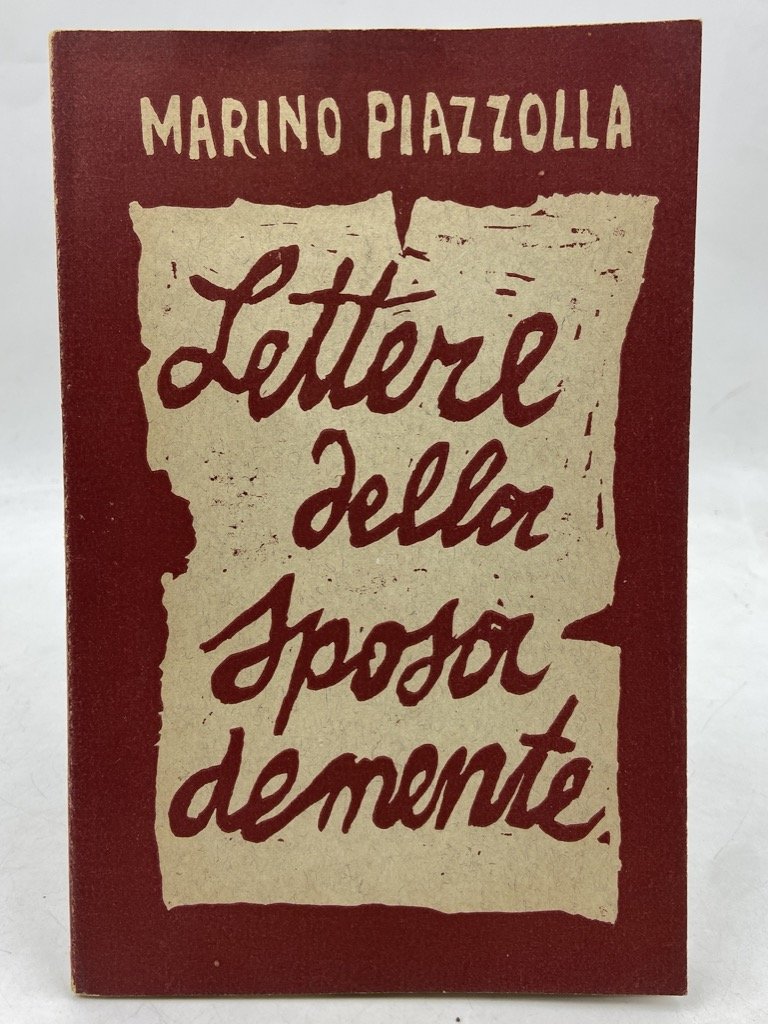 MARINO PIAZZOLLA
Lettere
della
sposa
demente.